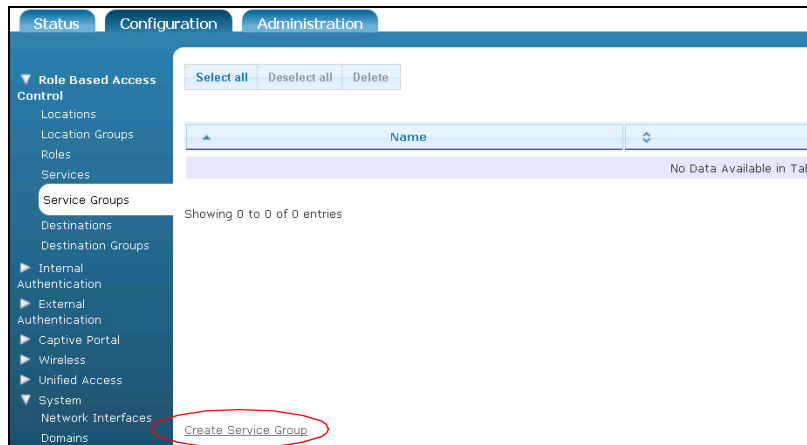 Status Configuration Administration
Role Based Access
Control
Locations
Location Groups
Roles
Services
Service Groups
Destinations
Destination Groups
Internal
Authentication
External
Authentication
Captive Portal
Wireless
Unified Access
System
Network Interfaces
Domains
Select all Deselect all Delete
Name
No Data Available in Tal
Showing 0 to 0 of 0 entries
Create Service Group